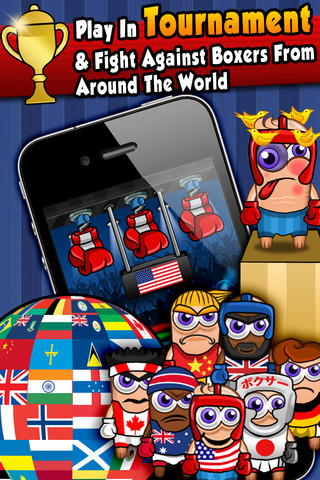 Play In Tournament
& Fight Against Boxers From
Around The World
ボクサー